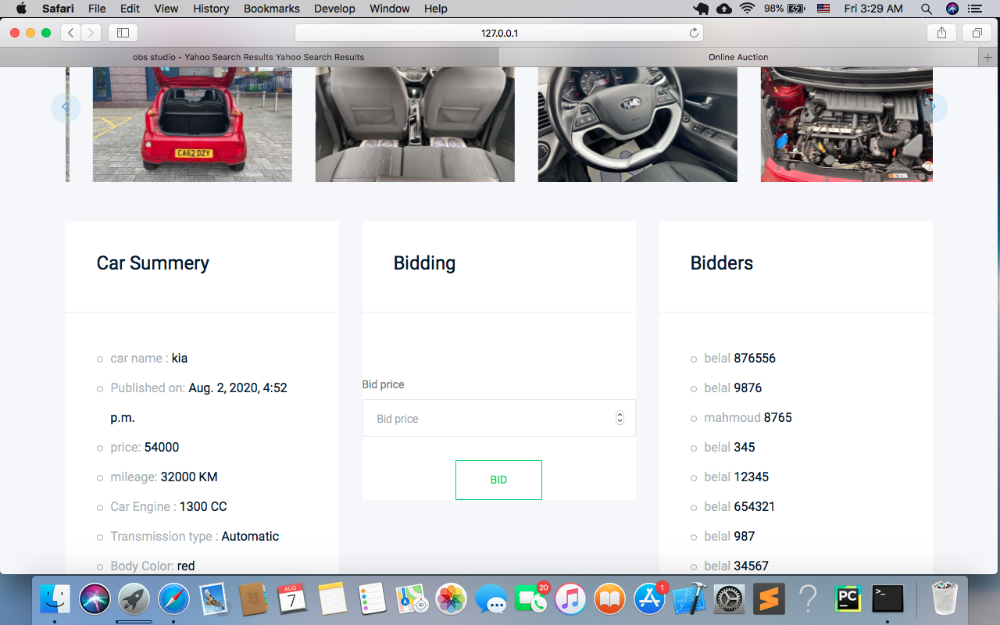 Safari File Edit View History Bookmarks Develop Window Help 98% Fri 3:29 AM
127.0.0.1
obs studio - Yahoo Search Results Yahoo Search Results
Online Auction
CA62 DZY
KIA
Car Summery
car name : kia
Published on: Aug. 2, 2020, 4:52
p.m.
price: 54000
mileage: 32000 KM
Car Engine : 1300 CC
Transmission type : Automatic
Body Color: red
Bidding
Bid price
Bid price
BID
Bidders
belal 876556
belal 9876
mahmoud 8765
belal 345
belal 12345
belal 654321
belal 987
belal 34567
AUG
7
30
20
1
PC
>_